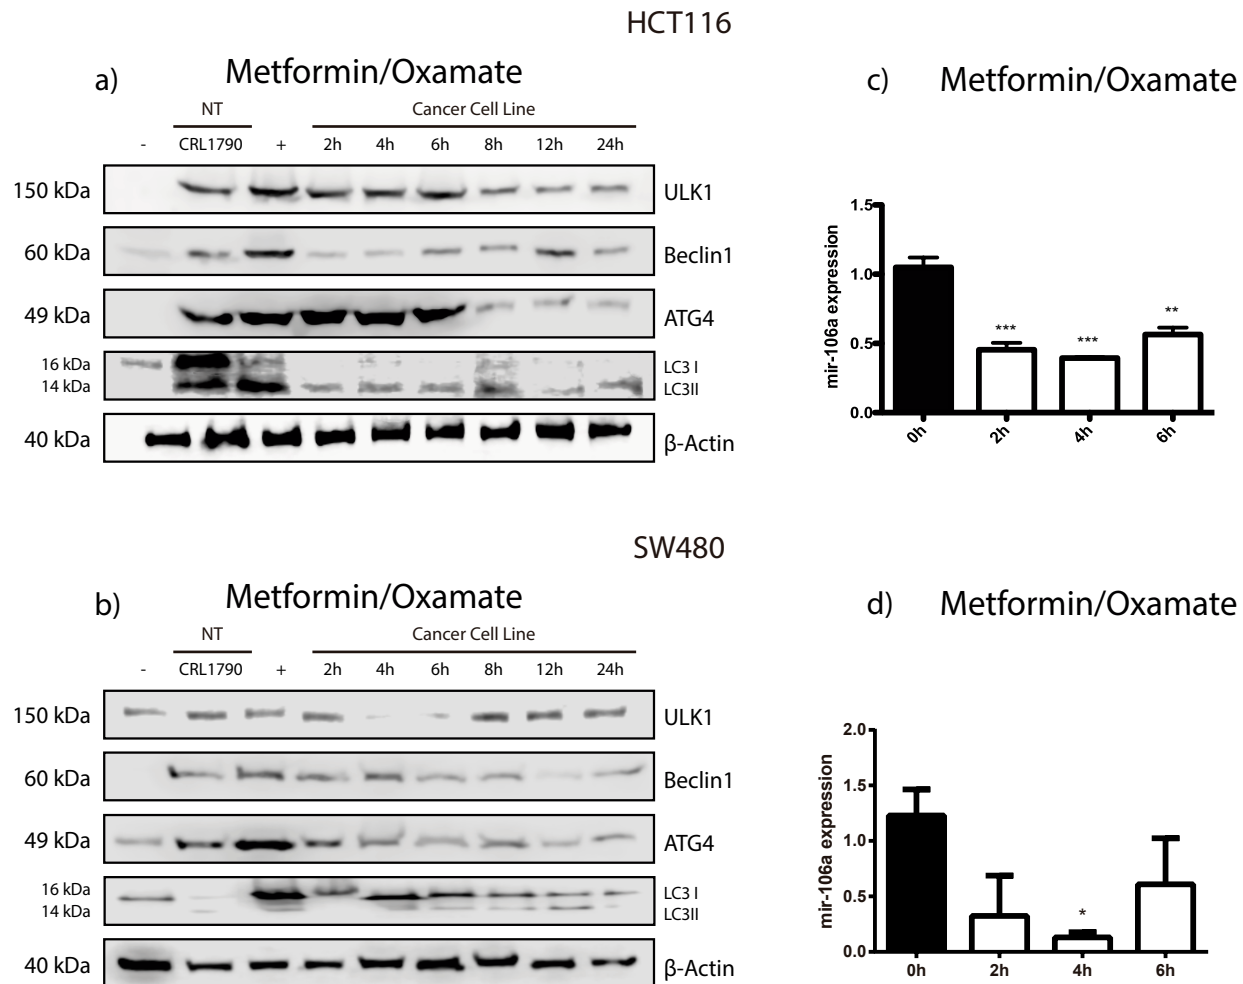 HCT116
a)
Metformin/Oxamate
NT
Cancer Cell Line
- CRL1790 + 2h 4h 6h 8h 12h 24h
150 kDa ULK1
60 kDa Beclin1
49 kDa ATG4
16 kDa LC3 I
14 kDa LC3II
40 kDa β-Actin
c)
Metformin/Oxamate
mir-106a expression
1.5
1.0
0.5
0.0
*** *** **
0h 2h 4h 6h
SW480
b)
Metformin/Oxamate
NT
Cancer Cell Line
- CRL1790 + 2h 4h 6h 8h 12h 24h
150 kDa ULK1
60 kDa Beclin1
49 kDa ATG4
16 kDa LC3 I
14 kDa LC3II
40 kDa β-Actin
d)
Metformin/Oxamate
mir-106a expression
2.0
1.5
1.0
0.5
0.0
*
0h 2h 4h 6h